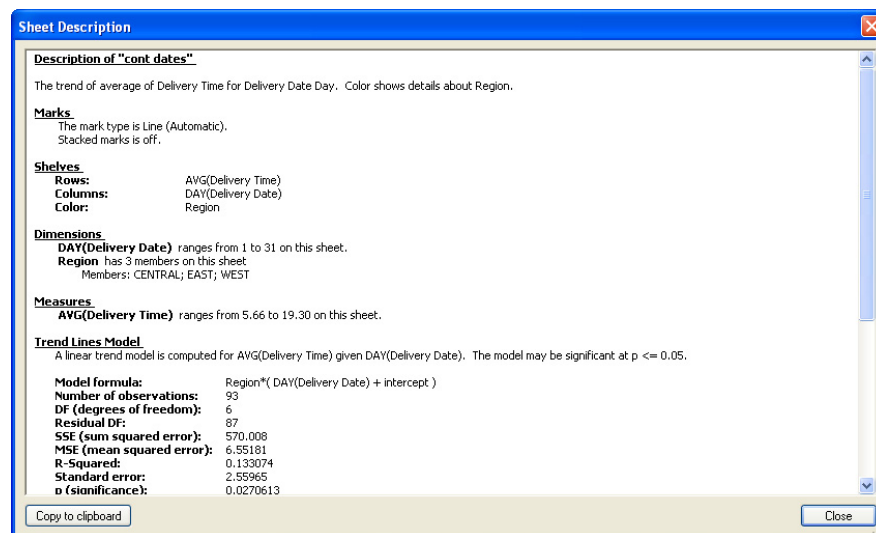 Sheet Description
Description of "cont dates"
The trend of average of Delivery Time for Delivery Date Day. Color shows details about Region.
Marks
The mark type is Line (Automatic).
Stacked marks is off.
Shelves
Rows: AVG(Delivery Time)
Columns: DAY(Delivery Date)
Color: Region
Dimensions
DAY(Delivery Date) ranges from 1 to 31 on this sheet.
Region has 3 members on this sheet
Members: CENTRAL; EAST; WEST
Measures
AVG(Delivery Time) ranges from 5.66 to 19.30 on this sheet.
Trend Lines Model
A linear trend model is computed for AVG(Delivery Time) given DAY(Delivery Date). The model may be significant at p <= 0.05.
Model formula: Region*( DAY(Delivery Date) + intercept )
Number of observations: 93
DF (degrees of freedom): 6
Residual DF: 87
SSE (sum squared error): 570.008
MSE (mean squared error): 6.55181
R-Squared: 0.133074
Standard error: 2.55965
p (significance): 0.0270613
Copy to clipboard
Close